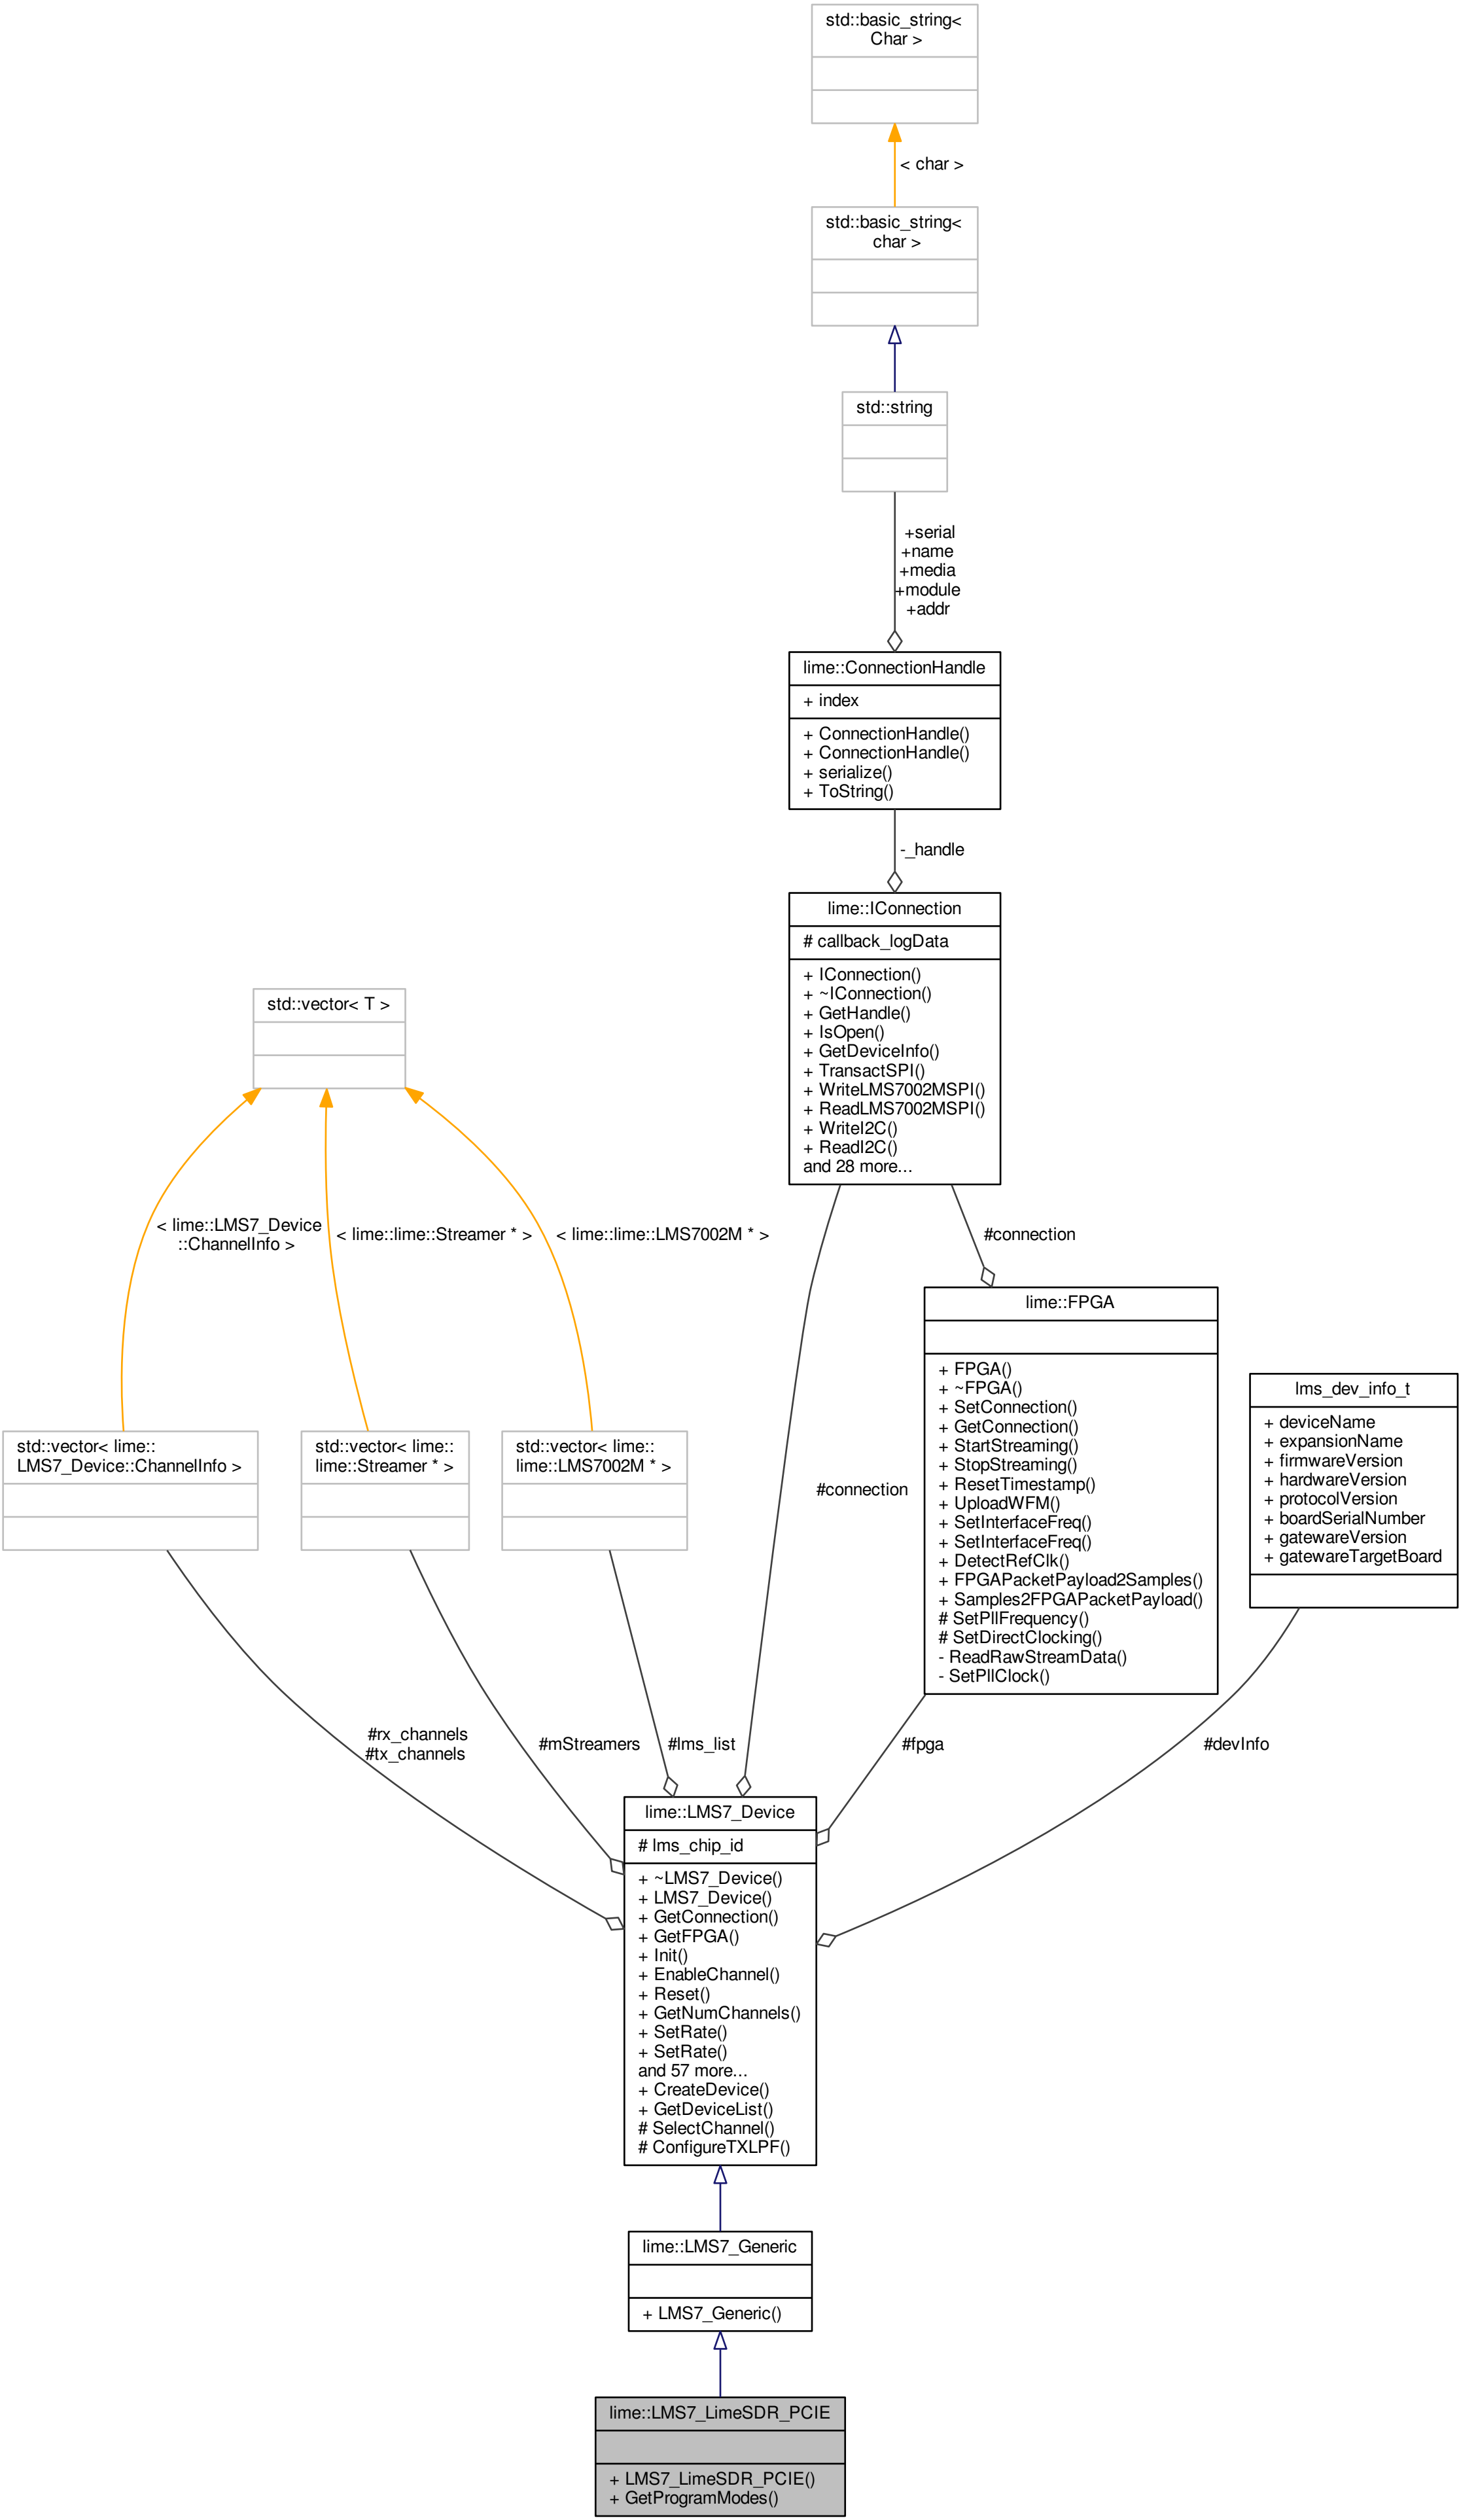 std::basic_string<
Char >
< char >
std::basic_string<
char >
std::string
+serial
+name
+media
+module
+addr
lime::ConnectionHandle
+ index
+ ConnectionHandle()
+ ConnectionHandle()
+ serialize()
+ ToString()
-_handle
lime::IConnection
# callback_logData
+ IConnection()
+ ~IConnection()
+ GetHandle()
+ IsOpen()
+ GetDeviceInfo()
+ TransactSPI()
+ WriteLMS7002MSPI()
+ ReadLMS7002MSPI()
+ WriteI2C()
+ ReadI2C()
and 28 more...
std::vector< T >
< lime::LMS7_Device
::ChannelInfo >
< lime::lime::Streamer * >
< lime::lime::LMS7002M * >
#connection
lime::FPGA
+ FPGA()
+ ~FPGA()
+ SetConnection()
+ GetConnection()
+ StartStreaming()
+ StopStreaming()
+ ResetTimestamp()
+ UploadWFM()
+ SetInterfaceFreq()
+ SetInterfaceFreq()
+ DetectRefClk()
+ FPGAPacketPayload2Samples()
+ Samples2FPGAPacketPayload()
# SetPllFrequency()
# SetDirectClocking()
- ReadRawStreamData()
- SetPllClock()
lms_dev_info_t
+ deviceName
+ expansionName
+ firmwareVersion
+ hardwareVersion
+ protocolVersion
+ boardSerialNumber
+ gatewareVersion
+ gatewareTargetBoard
std::vector< lime::
LMS7_Device::ChannelInfo >
std::vector< lime::
lime::Streamer * >
std::vector< lime::
lime::LMS7002M * >
#connection
#rx_channels
#tx_channels
#mStreamers
#lms_list
#fpga
#devInfo
lime::LMS7_Device
# lms_chip_id
+ ~LMS7_Device()
+ LMS7_Device()
+ GetConnection()
+ GetFPGA()
+ Init()
+ EnableChannel()
+ Reset()
+ GetNumChannels()
+ SetRate()
+ SetRate()
and 57 more...
+ CreateDevice()
+ GetDeviceList()
# SelectChannel()
# ConfigureTXLPF()
lime::LMS7_Generic
+ LMS7_Generic()
lime::LMS7_LimeSDR_PCIE
+ LMS7_LimeSDR_PCIE()
+ GetProgramModes()